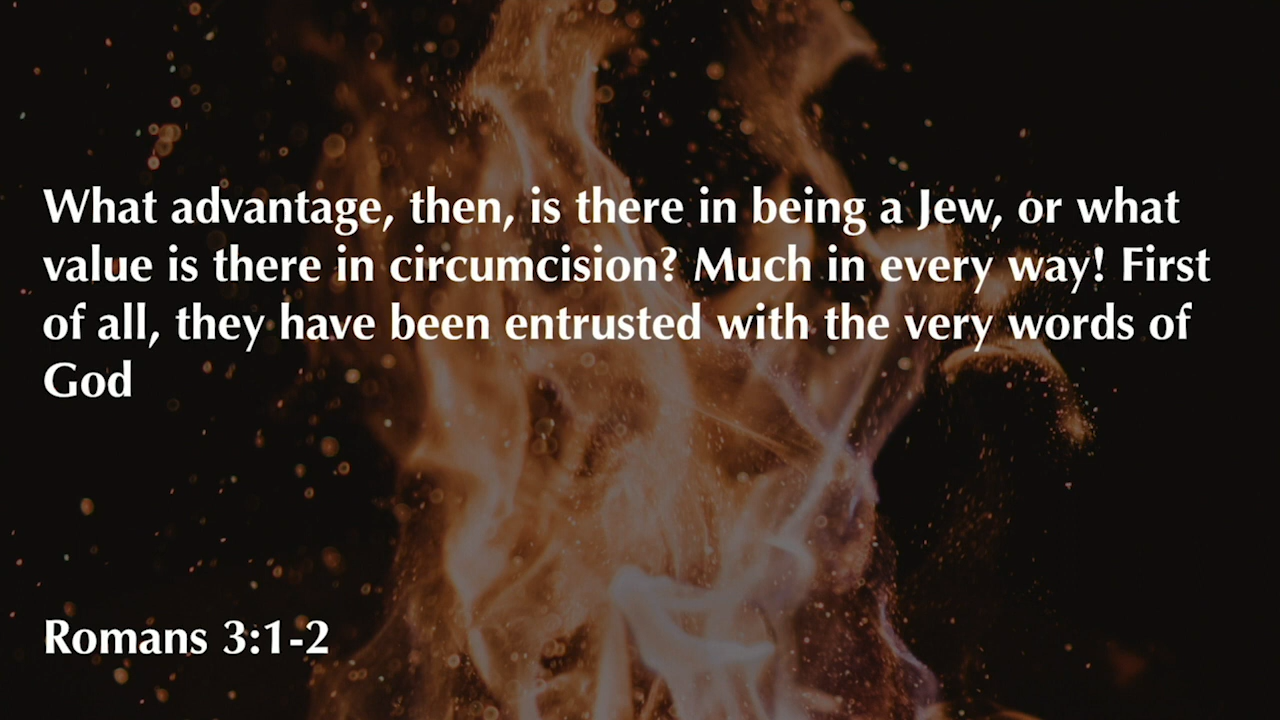 What advantage, then, is there in being a Jew, or what
value is there in circumcision? Much in every way! First
of all, they have been entrusted with the very words of
God
Romans 3:1-2